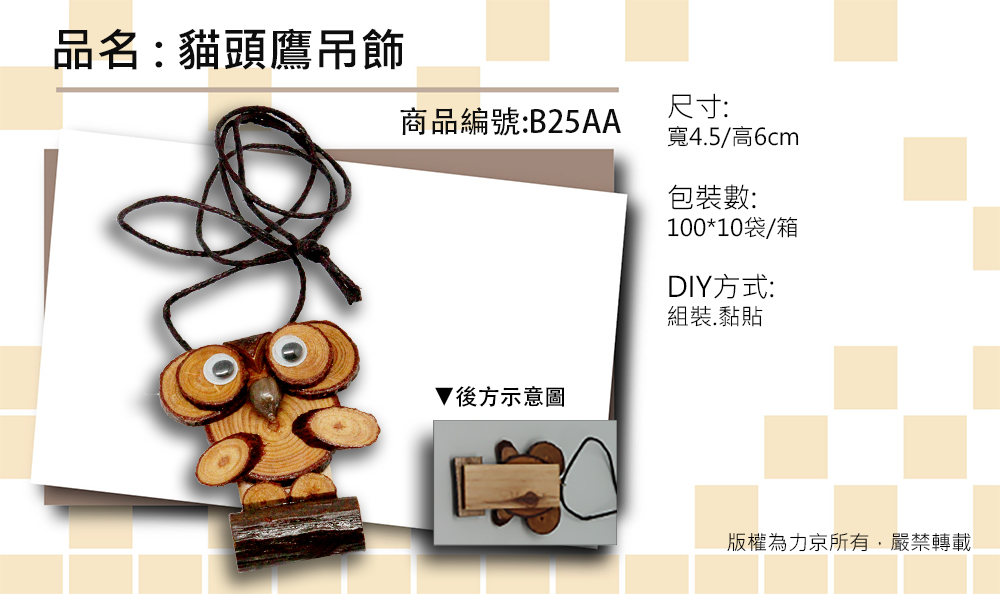 品名 : 貓頭鷹吊飾
商品編號:B25AA
尺寸:
寬4.5/高6cm
包裝數:
100*10袋/箱
DIY方式:
組裝.黏貼
▼後方示意圖
版權為力京所有，嚴禁轉載